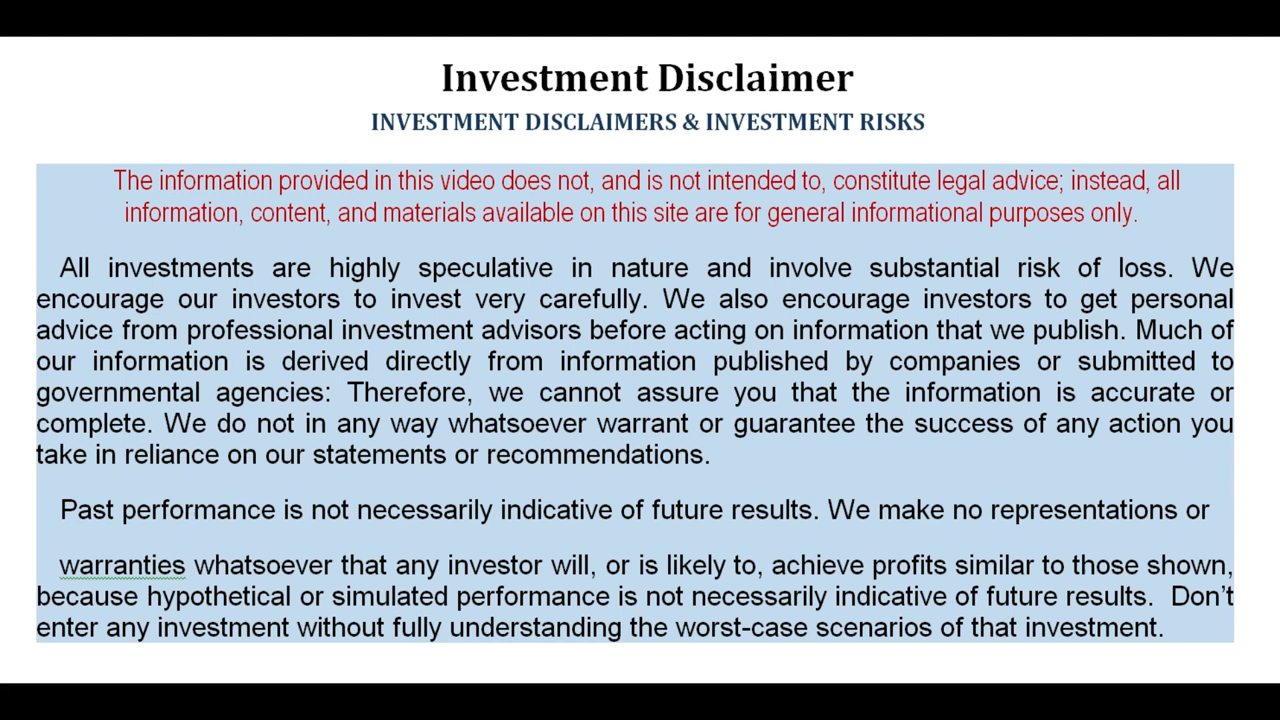 Investment Disclaimer
INVESTMENT DISCLAIMERS & INVESTMENT RISKS
The information provided in this video does not, and is not intended to, constitute legal advice; instead, all
information, content, and materials available on this site are for general informational purposes only.
All investments are highly speculative in nature and involve substantial risk of loss. We
encourage our investors to invest very carefully. We also encourage investors to get personal
advice from professional investment advisors before acting on information that we publish. Much of
our information is derived directly from information published by companies or submitted to
governmental agencies: Therefore, we cannot assure you that the information is accurate or
complete. We do not in any way whatsoever warrant or guarantee the success of any action you
take in reliance on our statements or recommendations.
Past performance is not necessarily indicative of future results. We make no representations or
warranties whatsoever that any investor will, or is likely to, achieve profits similar to those shown,
because hypothetical or simulated performance is not necessarily indicative of future results.  Don’t
enter any investment without fully understanding the worst-case scenarios of that investment.